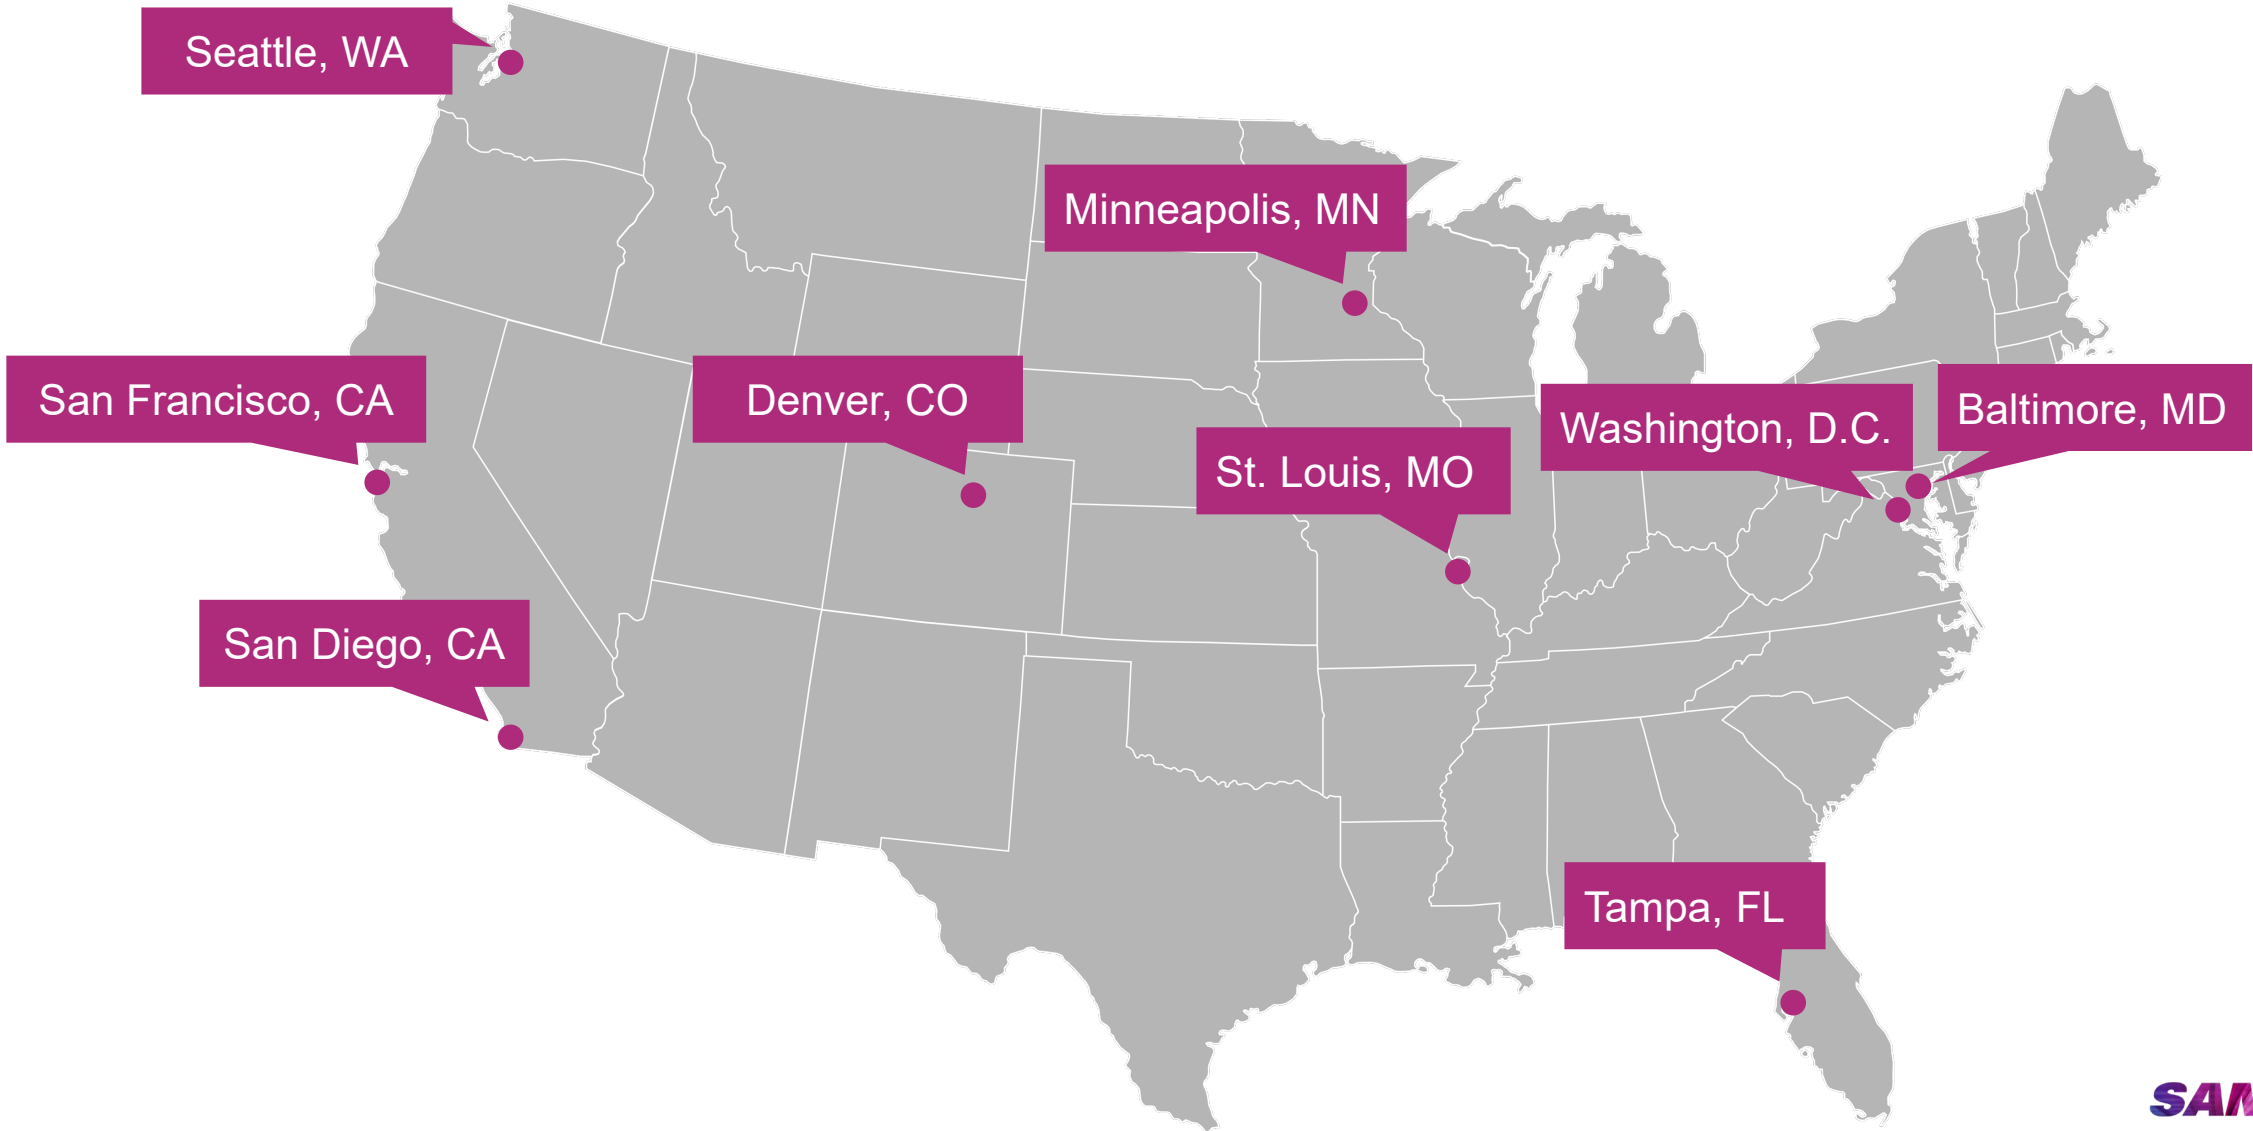 Seattle, WA
Minneapolis, MN
San Francisco, CA
Denver, CO
Baltimore, MD
Washington, D.C.
St. Louis, MO
San Diego, CA
Tampa, FL